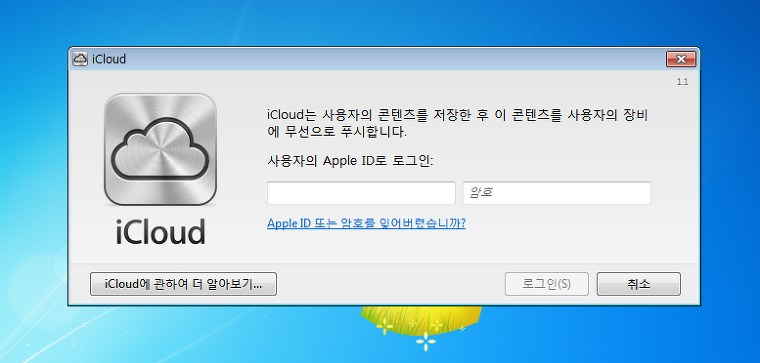 iCloud
1.1
iCloud는 사용자의 콘텐츠를 저장한 후 이 콘텐츠를 사용자의 장비
에 무선으로 푸시합니다.
사용자의 Apple ID로 로그인:
암호
Apple ID 또는 암호를 잊어버렸습니까?
iCloud
iCloud에 관하여 더 알아보기...
로그인(S)
취소